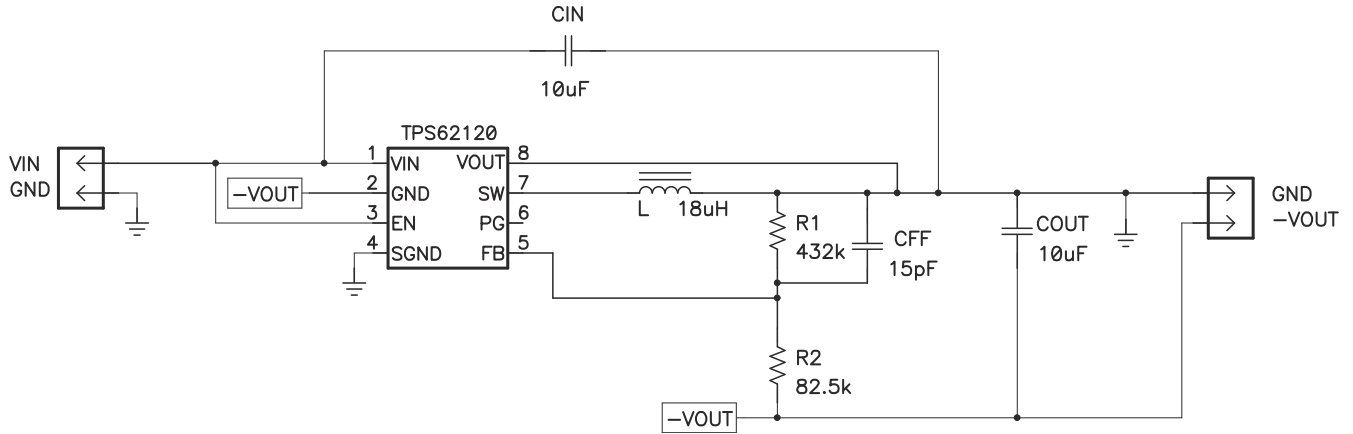 CIN
10uF
TPS62120
VIN
GND
1
VIN
VOUT
8
-VOUT
2
GND
SW
7
3
EN
PG
6
4
SGND
FB
5
L
18uH
R1
432k
CFF
15pF
COUT
10uF
GND
-VOUT
R2
82.5k
-VOUT